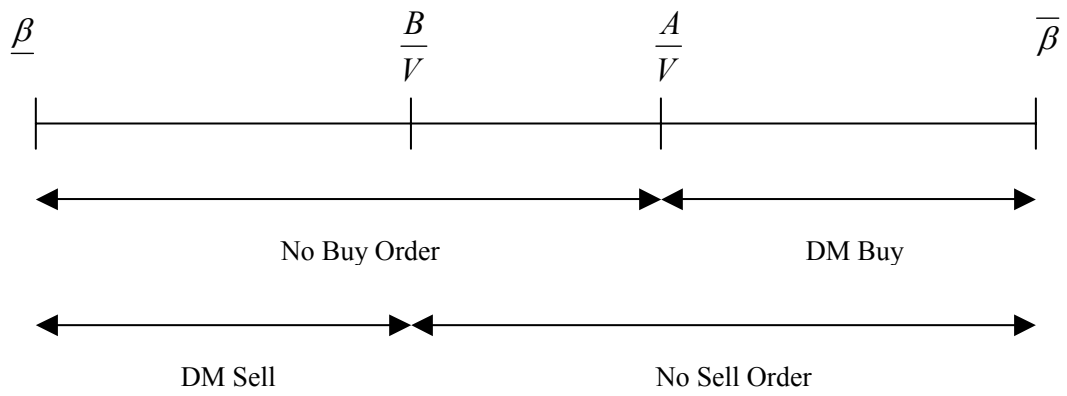 β B/V A/V β
No Buy Order DM Buy
DM Sell No Sell Order